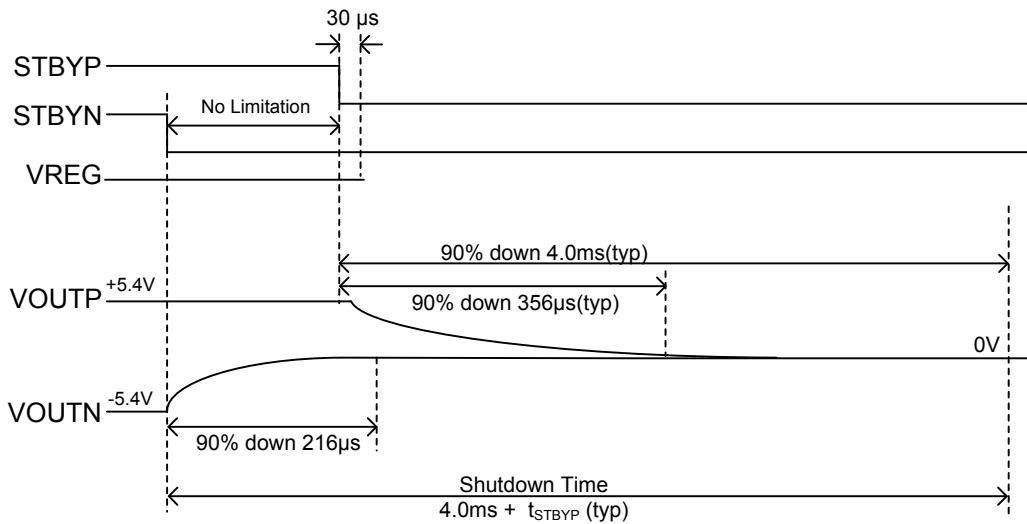 30 µs
STBYP
No Limitation
STBYN
VREG
90% down 4.0ms(typ)
+5.4V
VOUTP
90% down 356µs(typ)
0V
-5.4V
VOUTN
90% down 216µs
Shutdown Time
4.0ms + tSTBYP (typ)